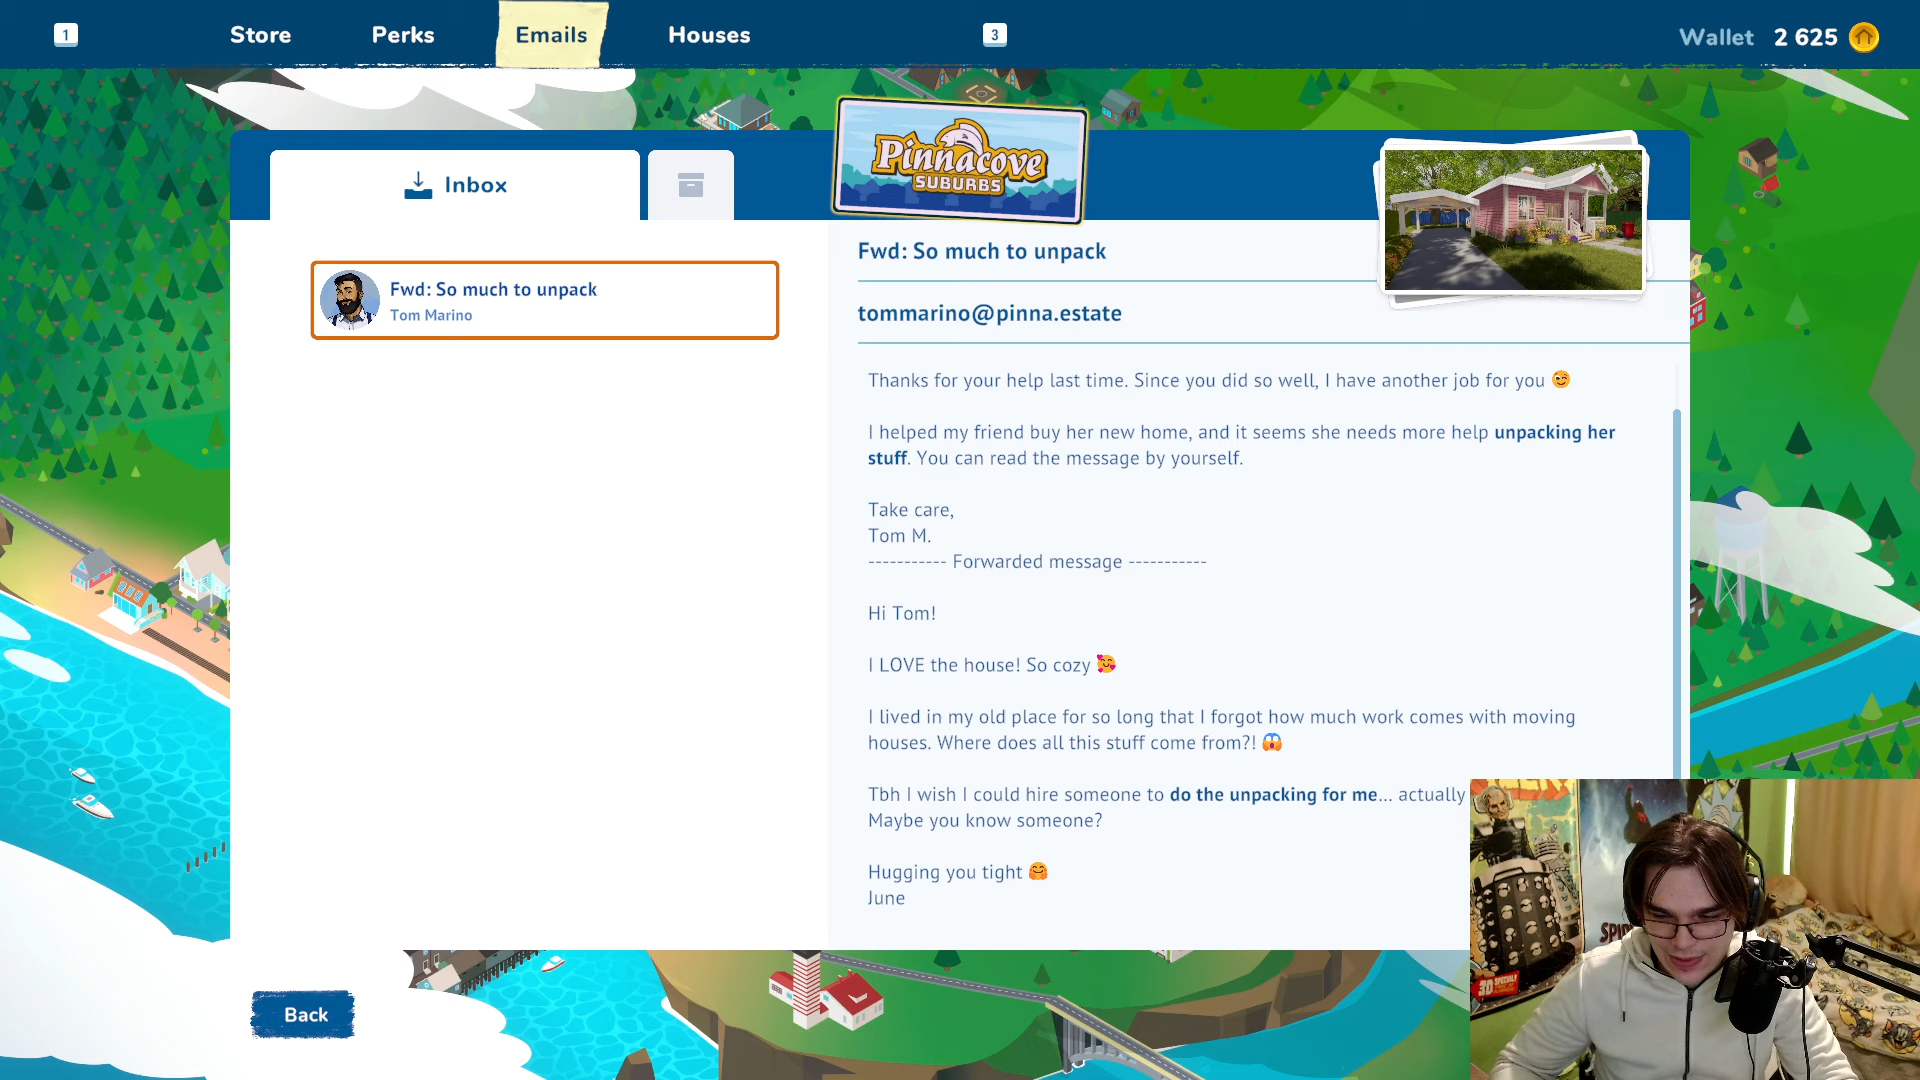 1
Store
Perks
Emails
Houses
3
Wallet
2 625
Inbox
Pinnacove
SUBURBS
Fwd: So much to unpack
Tom Marino
Fwd: So much to unpack
tommarino@pinna.estate
Thanks for your help last time. Since you did so well, I have another job for you 😉
I helped my friend buy her new home, and it seems she needs more help unpacking her
stuff. You can read the message by yourself.
Take care,
Tom M.
----------- Forwarded message -----------
Hi Tom!
I LOVE the house! So cozy 🥰
I lived in my old place for so long that I forgot how much work comes with moving
houses. Where does all this stuff come from?! 😱
Tbh I wish I could hire someone to do the unpacking for me... actually
Maybe you know someone?
Hugging you tight 🤗
June
Back